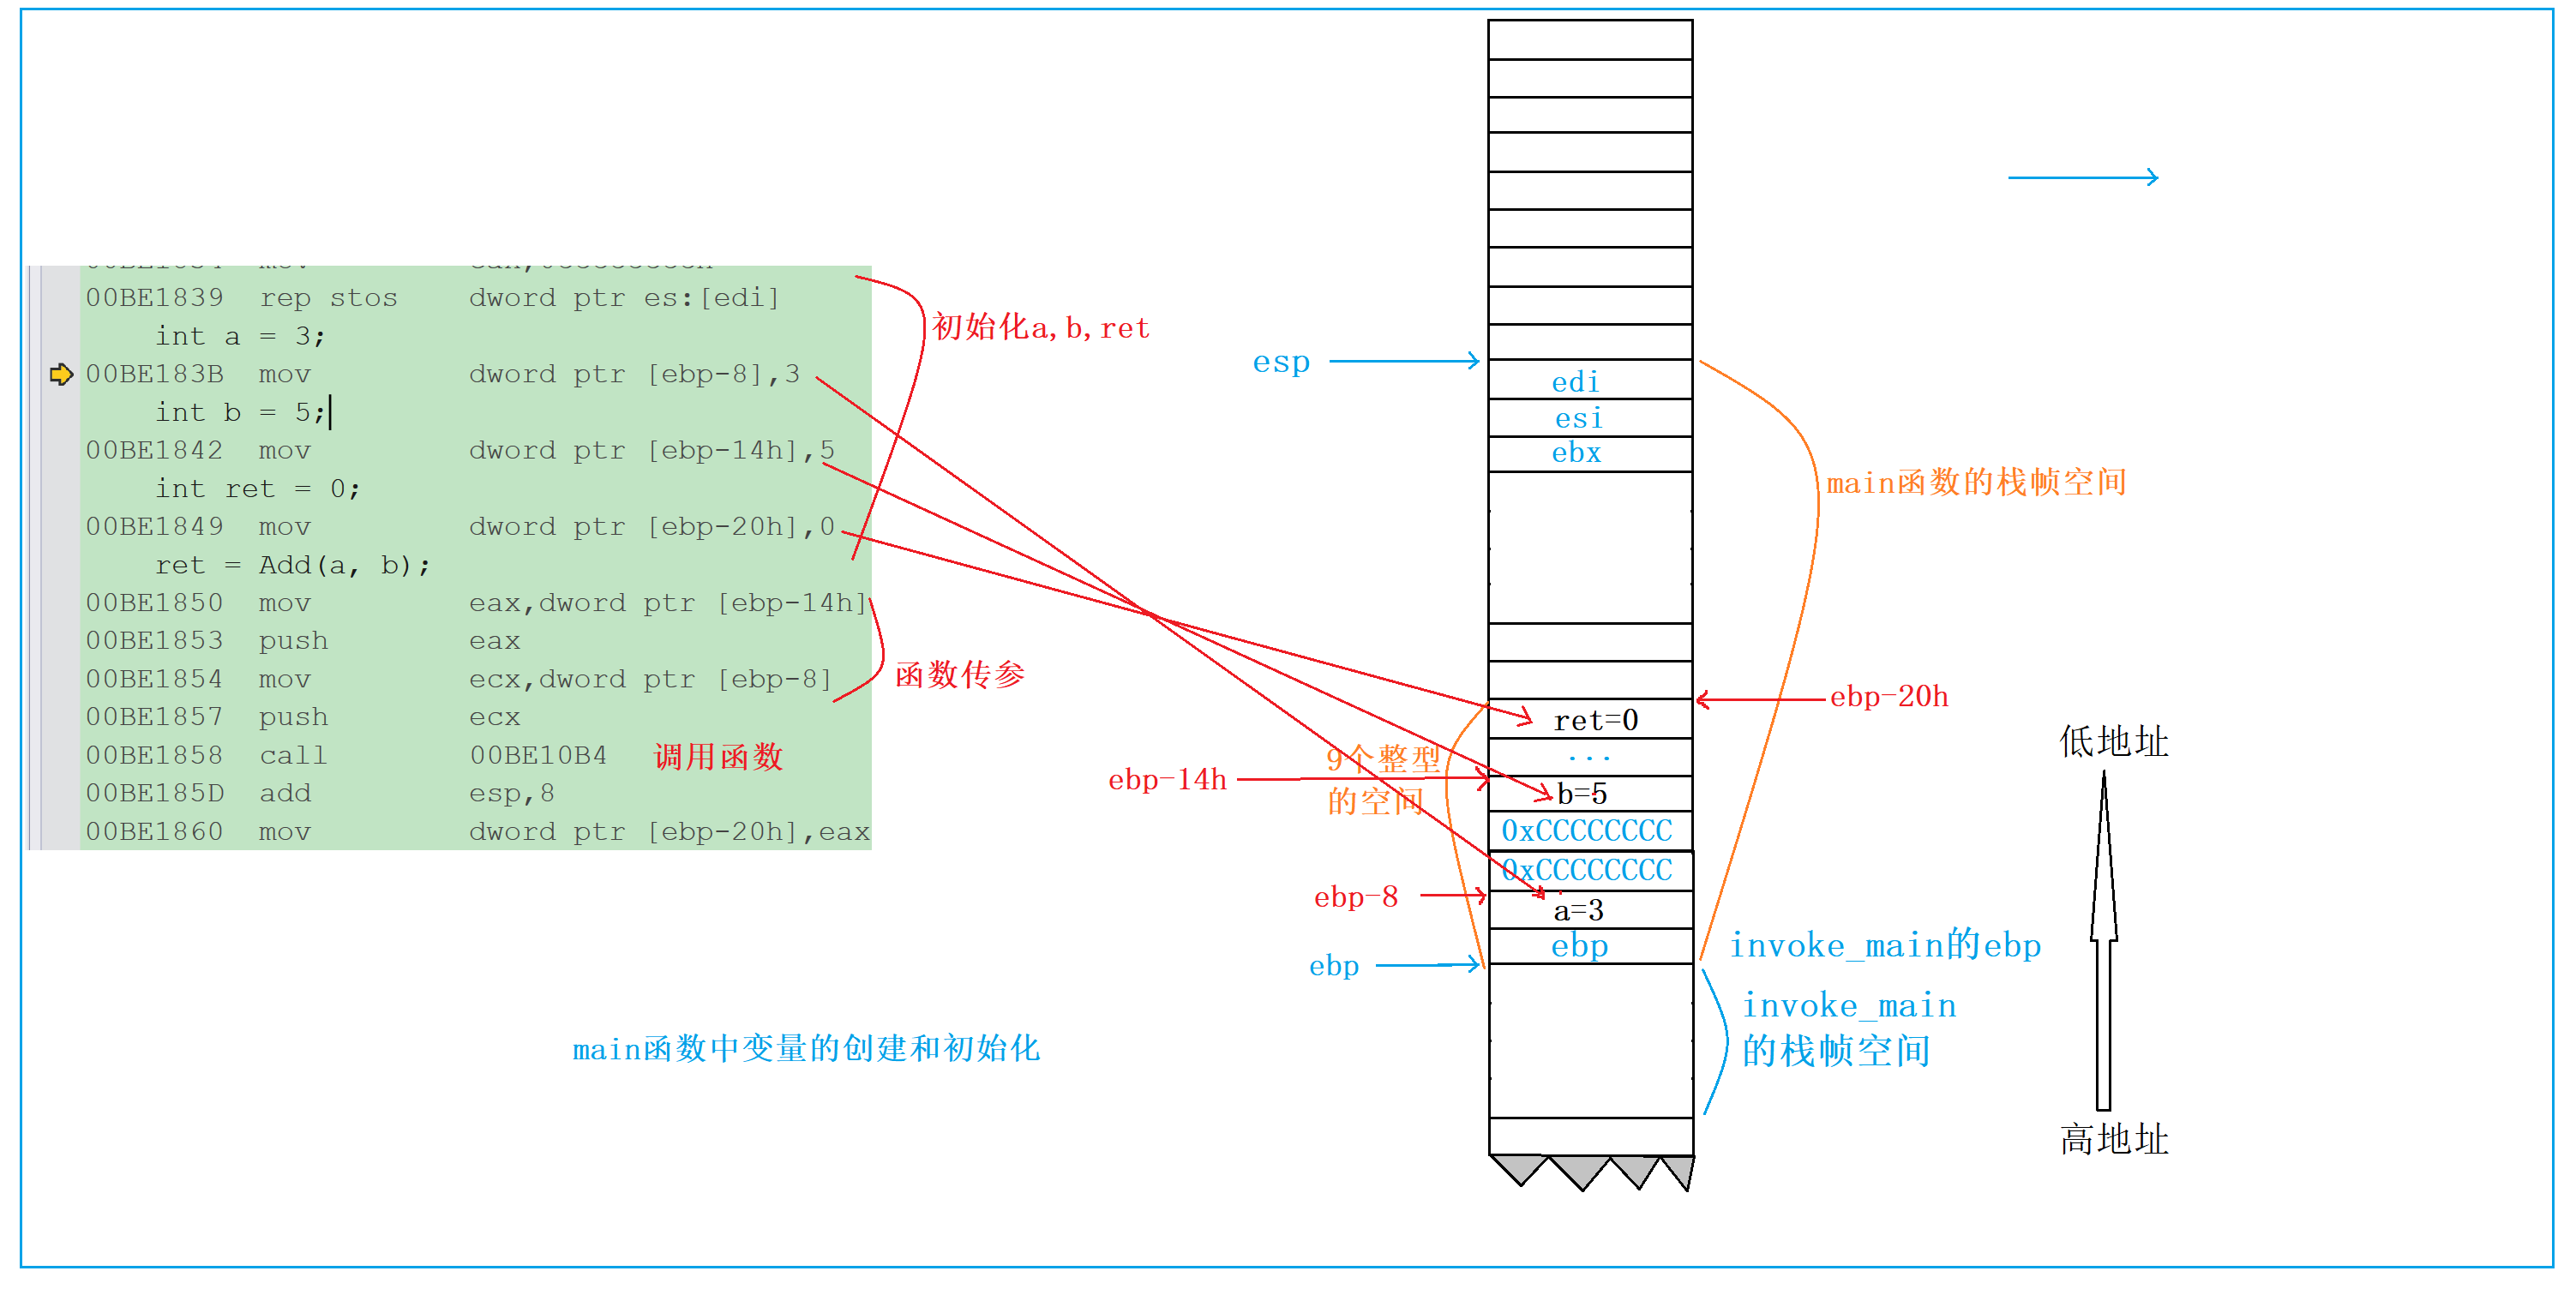 00BE1839 rep stos dword ptr es:[edi]
int a = 3;
00BE183B mov dword ptr [ebp-8],3
int b = 5;
00BE1842 mov dword ptr [ebp-14h],5
int ret = 0;
00BE1849 mov dword ptr [ebp-20h],0
ret = Add(a, b);
00BE1850 mov eax,dword ptr [ebp-14h]
00BE1853 push eax
00BE1854 mov ecx,dword ptr [ebp-8]
00BE1857 push ecx
00BE1858 call 00BE10B4
00BE185D add esp,8
00BE1860 mov dword ptr [ebp-20h],eax
初始化a,b,ret
函数传参
调用函数
main函数中变量的创建和初始化
esp
edi
esi
ebx
main函数的栈帧空间
ebp-20h
ret=0
...
9个整型
的空间
ebp-14h
b=5
0xCCCCCCCC
0xCCCCCCCC
ebp-8
a=3
ebp
ebp
invoke_main的ebp
invoke_main
的栈帧空间
低地址
高地址